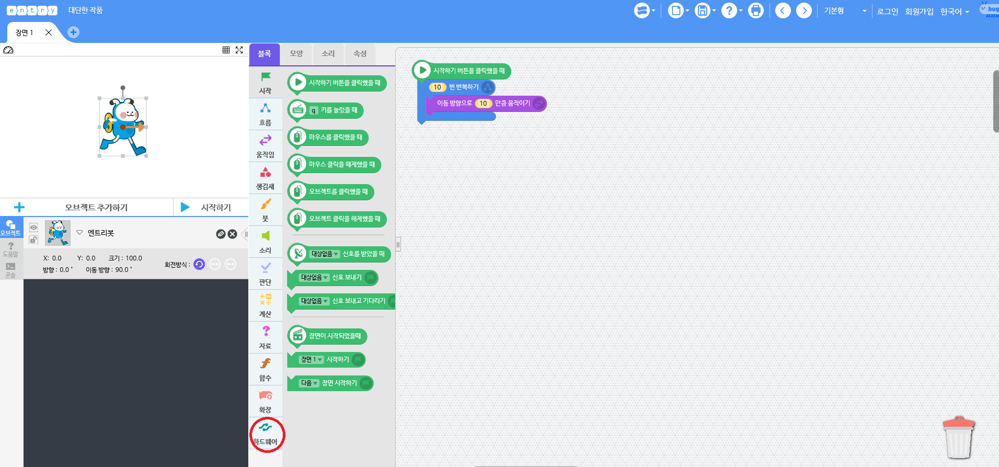 entry 대단한 작품
기본형 로그인 회원가입 한국어
bug
장면 1
블록 모양 소리 속성
시작
흐름
움직임
생김새
붓
소리
판단
계산
자료
함수
확장
하드웨어
시작하기 버튼을 클릭했을 때
q 키를 눌렀을 때
마우스를 클릭했을 때
마우스 클릭을 해제했을 때
오브젝트를 클릭했을 때
오브젝트 클릭을 해제했을 때
대상없음 신호를 받았을 때
대상없음 신호 보내기
대상없음 신호 보내고 기다리기
장면이 시작되었을때
장면 1 시작하기
다음 장면 시작하기
시작하기 버튼을 클릭했을 때
10 번 반복하기
이동 방향으로 10 만큼 움직이기
오브젝트 추가하기 시작하기
오브젝트
도움말
콘솔
엔트리봇
X: 0.0 Y: 0.0 크기 : 100.0
방향 : 0.0 ° 이동 방향 : 90.0 °
회전방식 :